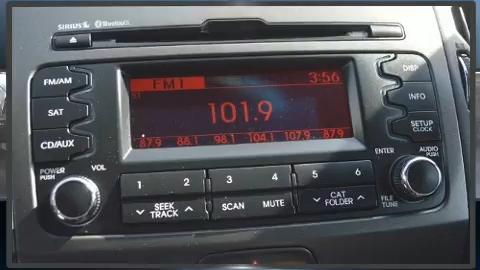 SIRIUS Bluetooth
FM/AM
SAT
CD/AUX
POWER
PUSH
VOL
FM1
3:56
101.9
87.9 88.1 98.1 104.1 107.9 87.9
DISP
INFO
SETUP
CLOCK
ENTER
AUDIO
PUSH
1 2 3 4 5 6
SEEK
TRACK
SCAN
MUTE
CAT
FOLDER
FILE
TUNE